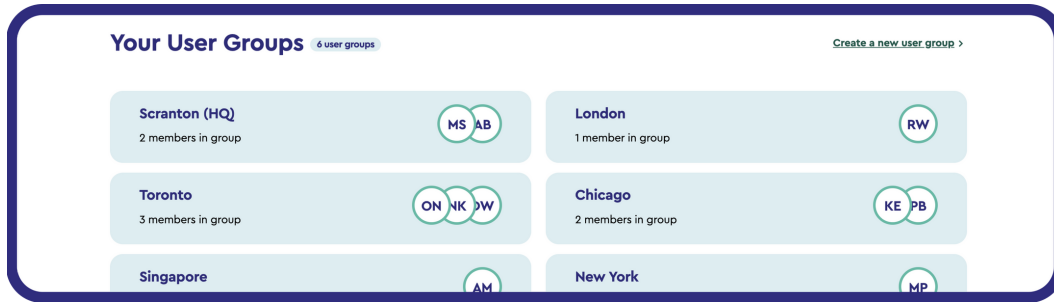 Your User Groups 6 user groups
Create a new user group >
Scranton (HQ)
2 members in group
MS AB
London
1 member in group
RW
Toronto
3 members in group
ON NK
Chicago
2 members in group
KE PB
Singapore
AM
New York
MP